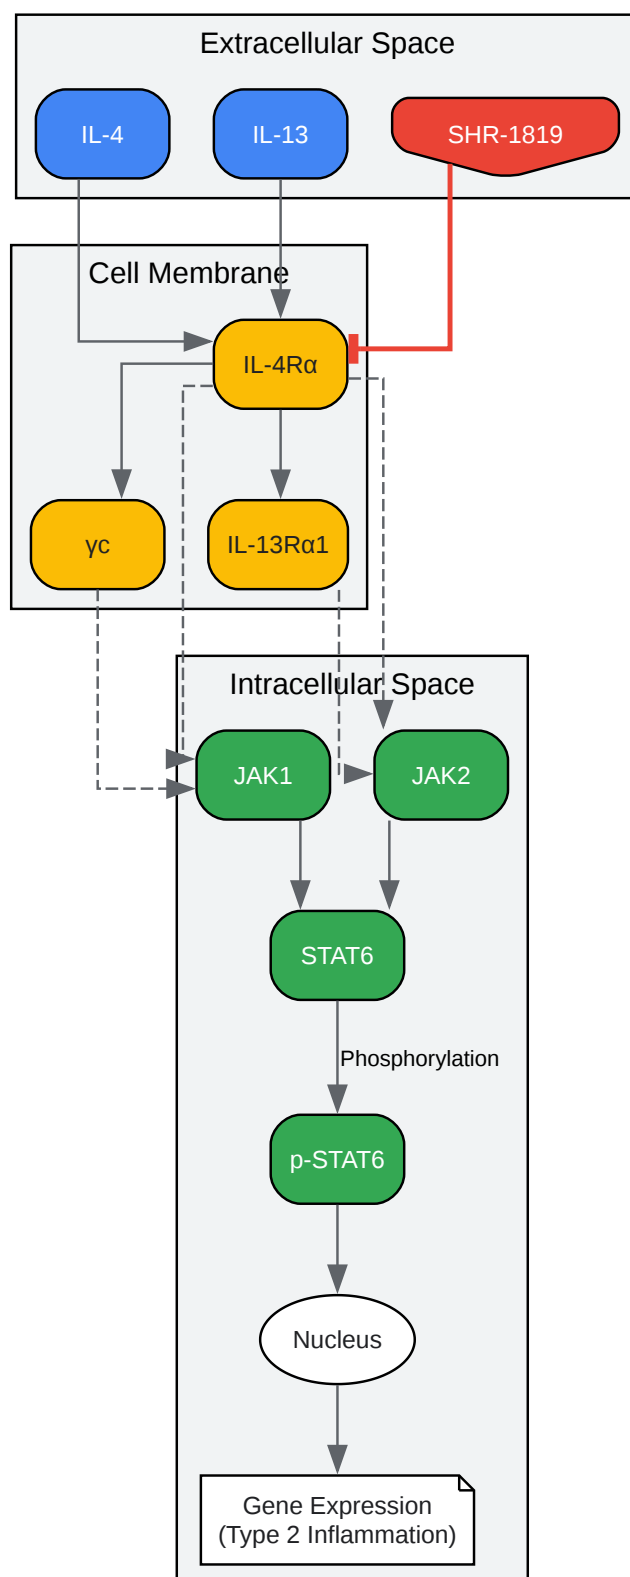 Extracellular Space
IL-4
IL-13
SHR-1819
Cell Membrane
IL-4Rα
γc
IL-13Rα1
Intracellular Space
JAK1
JAK2
STAT6
Phosphorylation
p-STAT6
Nucleus
Gene Expression
(Type 2 Inflammation)